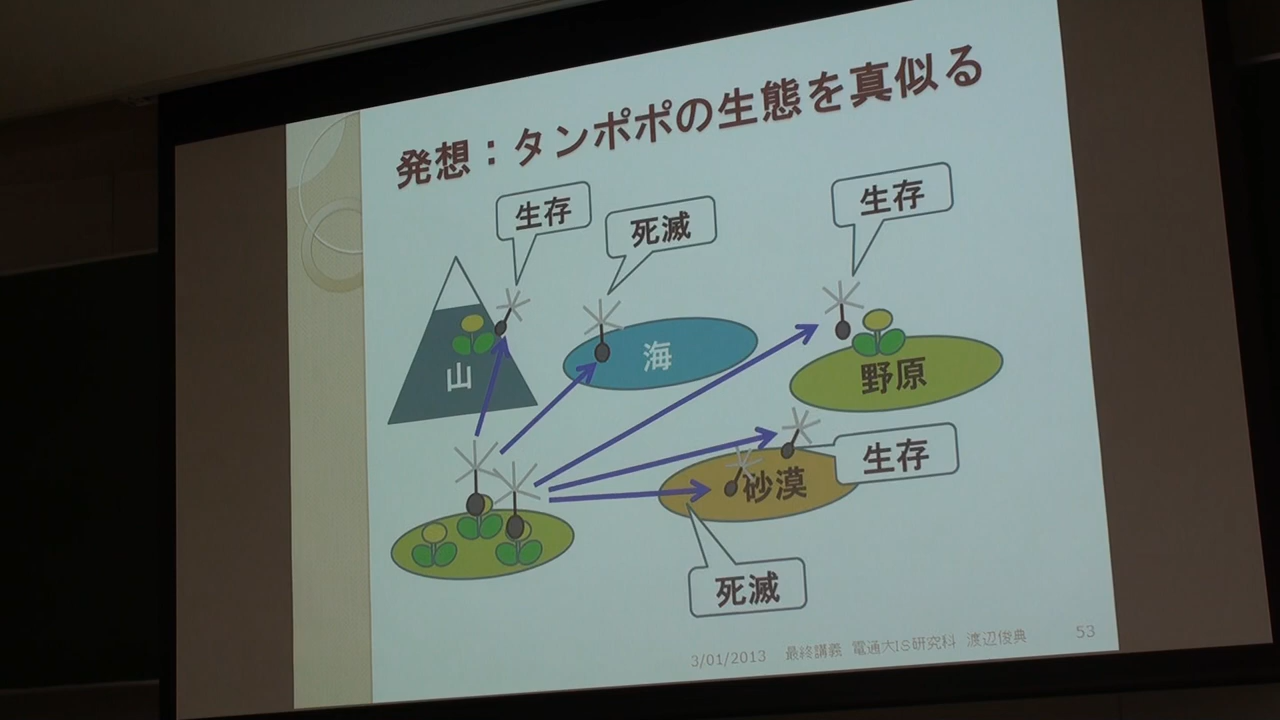 発想：タンポポの生態を真似る
生存
死滅
生存
山
海
野原
生存
砂漠
死滅
3/01/2013 最終講義 電通大IS研究科 渡辺俊典
53